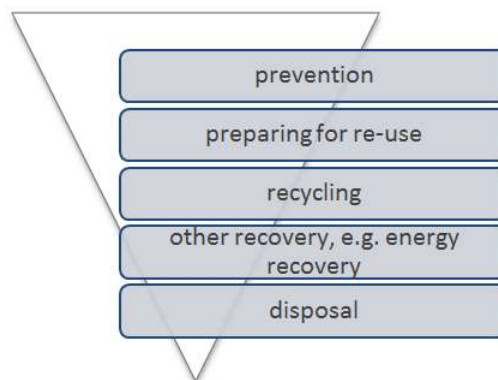 prevention
preparing for re-use
recycling
other recovery, e.g. energy
recovery
disposal